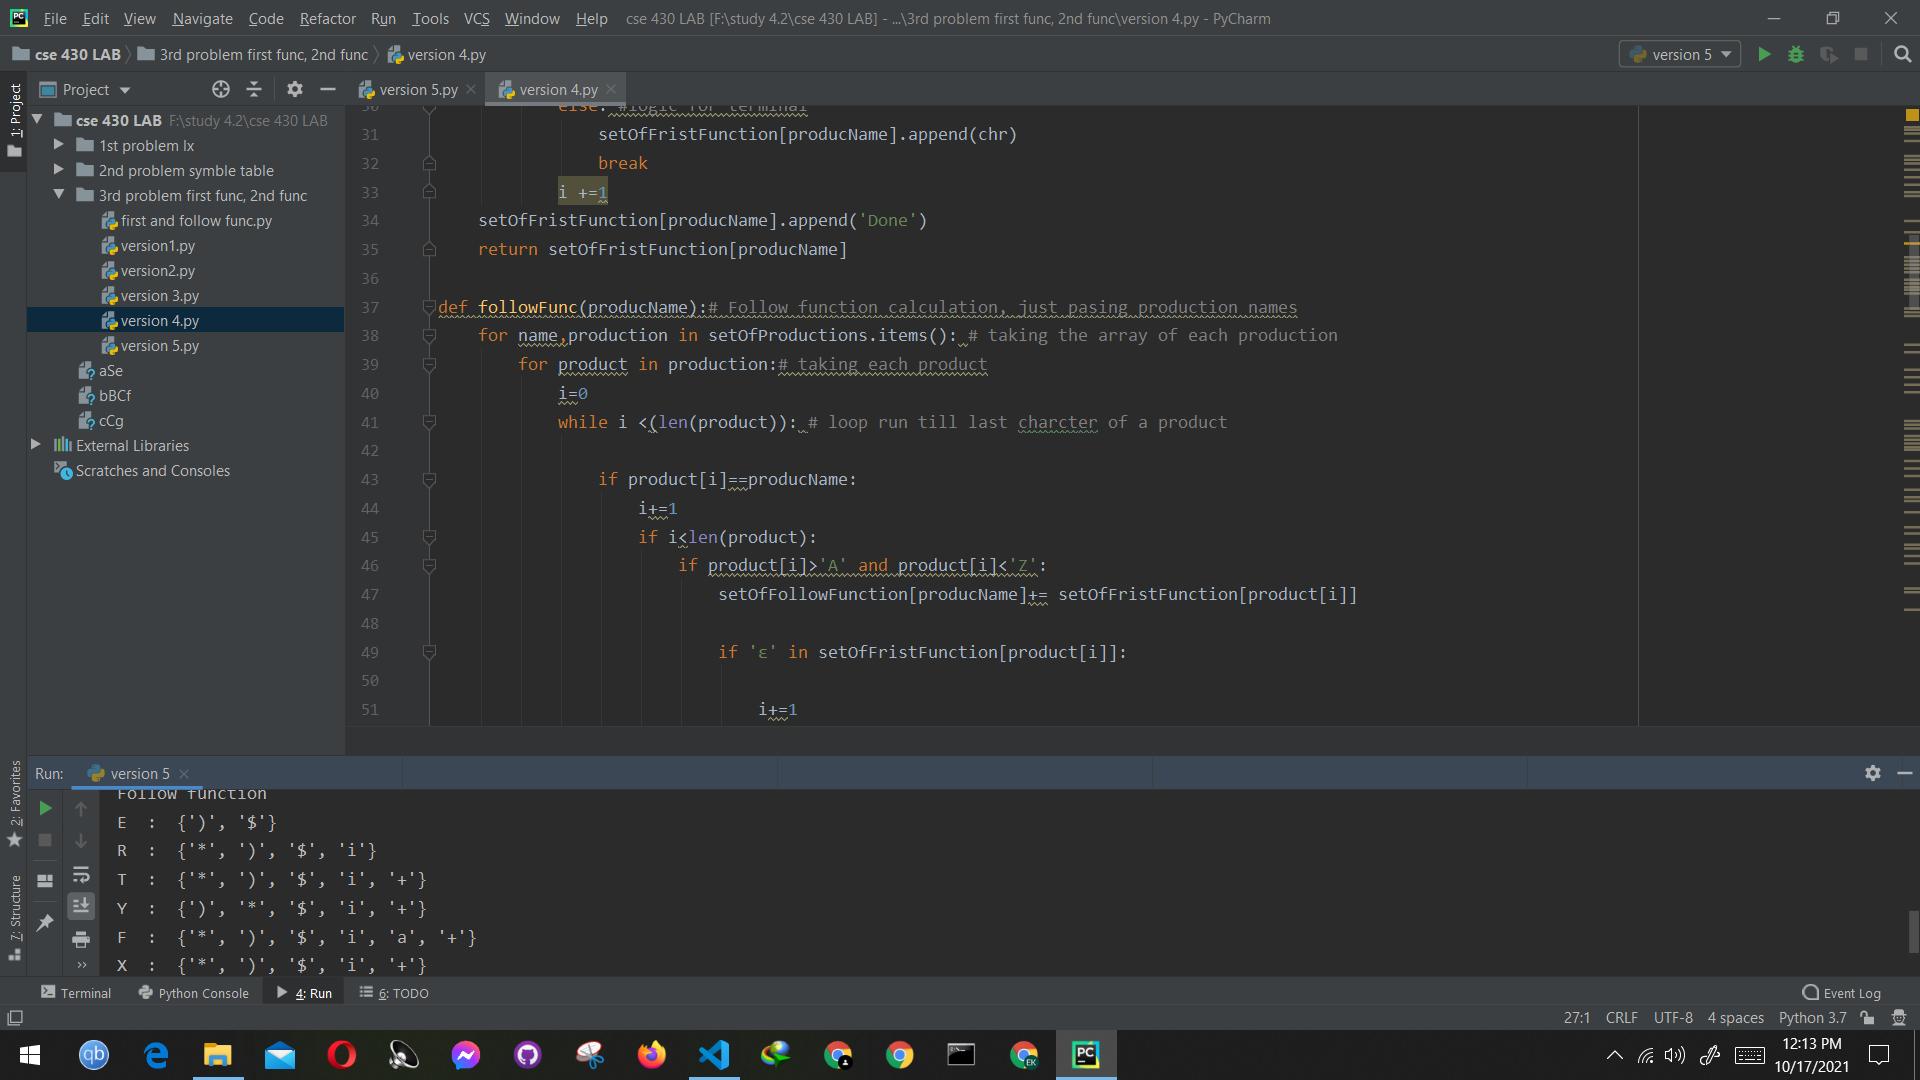 File Edit View Navigate Code Refactor Run Tools VCS Window Help cse 430 LAB [F:\study 4.2\cse 430 LAB] - ...\3rd problem first func, 2nd func\version 4.py - PyCharm
cse 430 LAB 3rd problem first func, 2nd func version 4.py version 5
Project version 5.py version 4.py
1: Project
cse 430 LAB F:\study 4.2\cse 430 LAB
1st problem lx
2nd problem symble table
3rd problem first func, 2nd func
first and follow func.py
version1.py
version2.py
version 3.py
version 4.py
version 5.py
aSe
bBCf
cCg
External Libraries
Scratches and Consoles
30 else: #logic for terminal
31 setOfFristFunction[producName].append(chr)
32 break
33 i +=1
34 setOfFristFunction[producName].append('Done')
35 return setOfFristFunction[producName]
36
37 def followFunc(producName):# Follow function calculation, just pasing production names
38 for name,production in setOfProductions.items(): # taking the array of each production
39 for product in production:# taking each product
40 i=0
41 while i <(len(product)): # loop run till last charcter of a product
42
43 if product[i]==producName:
44 i+=1
45 if i<len(product):
46 if product[i]>'A' and product[i]<'Z':
47 setOfFollowFunction[producName]+= setOfFristFunction[product[i]]
48
49 if 'ε' in setOfFristFunction[product[i]]:
50
51 i+=1
Run: version 5
2: Favorites
7: Structure
Follow function
E : {')', '$'}
R : {'*', ')', '$', 'i'}
T : {'*', ')', '$', 'i', '+'}
Y : {')', '*', '$', 'i', '+'}
F : {'*', ')', '$', 'i', 'a', '+'}
X : {'*', ')', '$', 'i', '+'}
Terminal Python Console 4: Run 6: TODO Event Log
27:1 CRLF UTF-8 4 spaces Python 3.7
qb EK PC
12:13 PM
10/17/2021